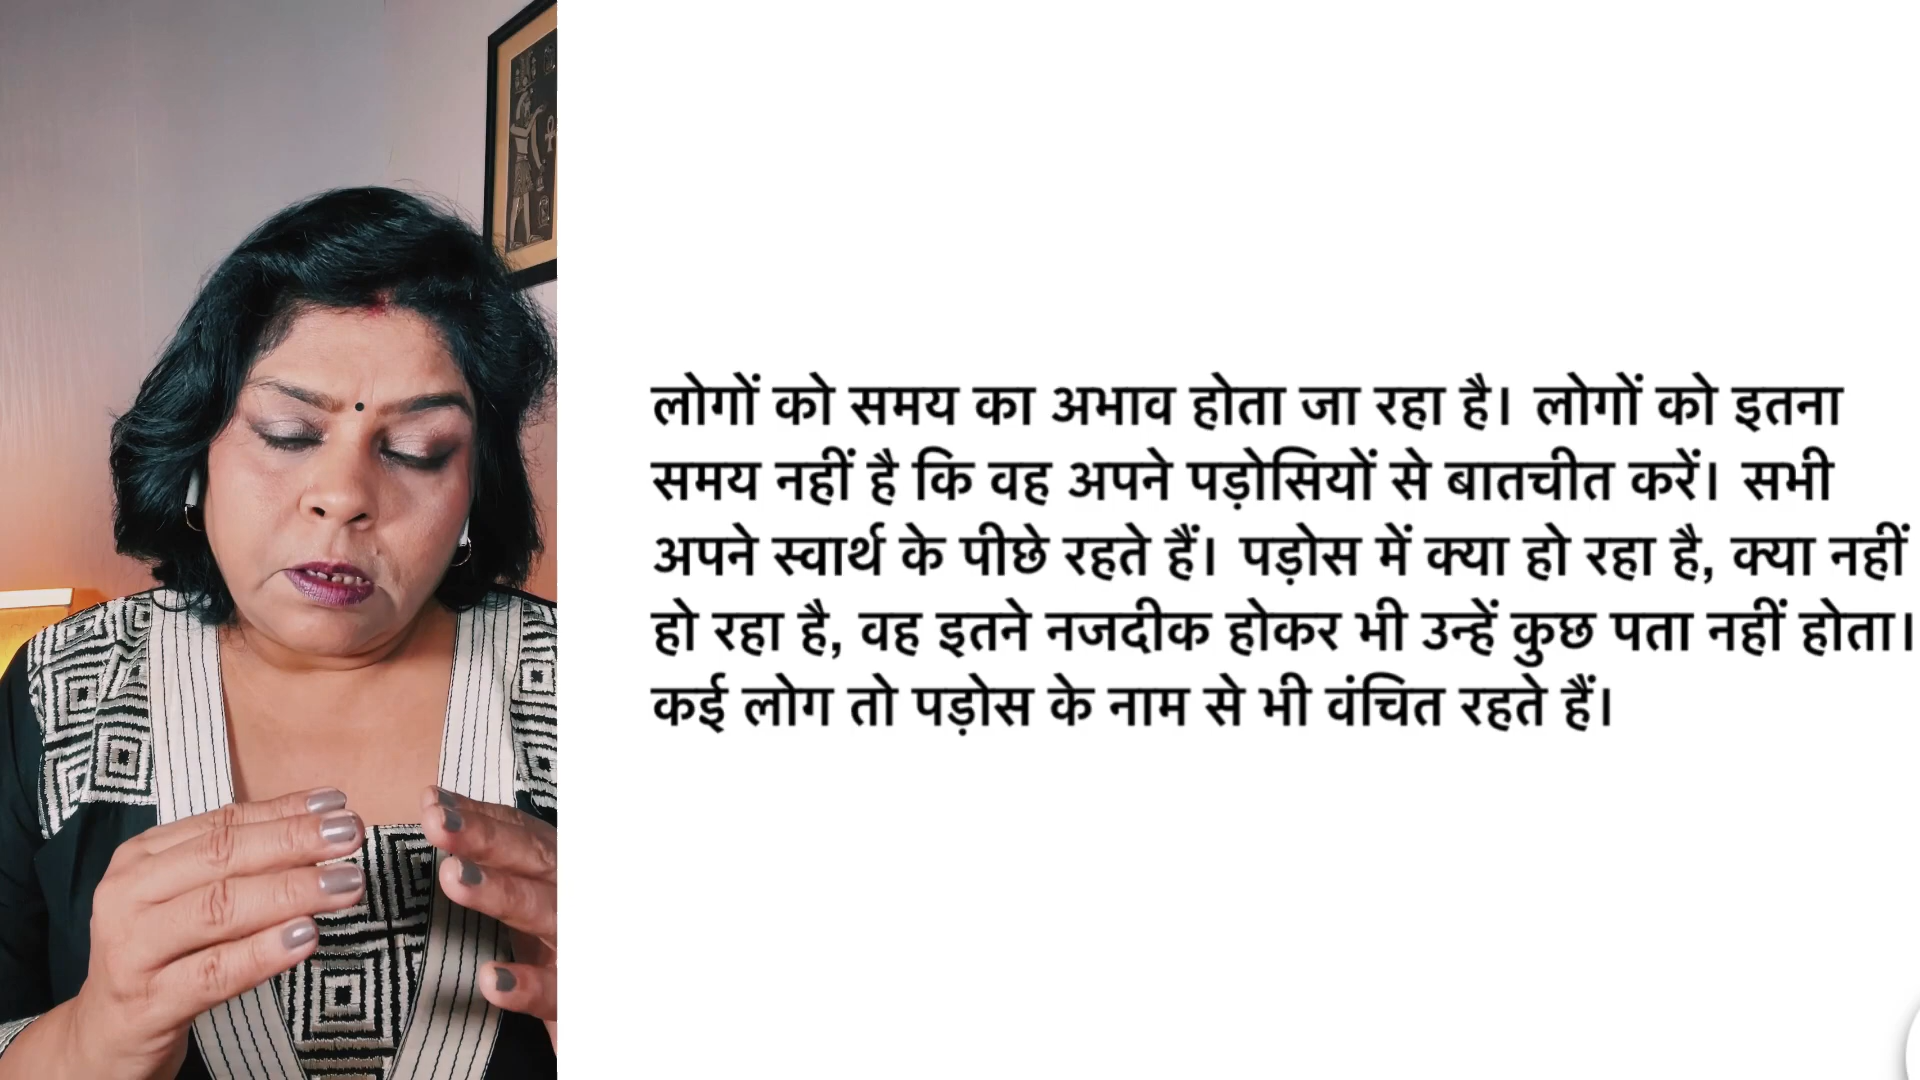 लोगों को समय का अभाव होता जा रहा है। लोगों को इतना
समय नहीं है कि वह अपने पड़ोसियों से बातचीत करें। सभी
अपने स्वार्थ के पीछे रहते हैं। पड़ोस में क्या हो रहा है, क्या नहीं
हो रहा है, वह इतने नजदीक होकर भी उन्हें कुछ पता नहीं होता।
कई लोग तो पड़ोस के नाम से भी वंचित रहते हैं।